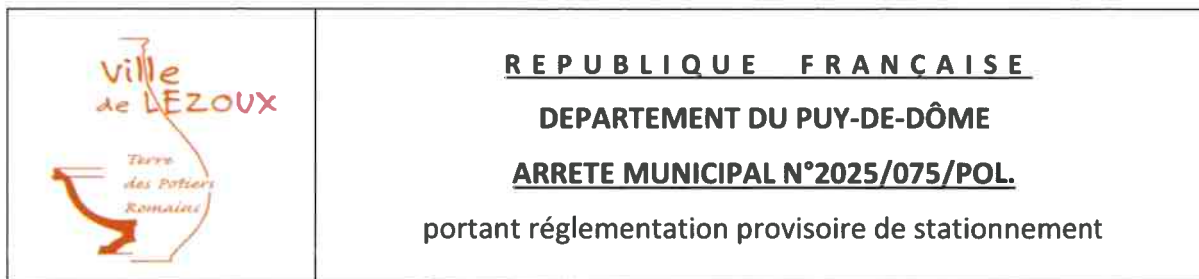 Ville
de LEZOUX
Terre
des Potiers
Romains
REPUBLIQUE FRANÇAISE
DEPARTEMENT DU PUY-DE-DÔME
ARRETE MUNICIPAL N°2025/075/POL.
portant réglementation provisoire de stationnement